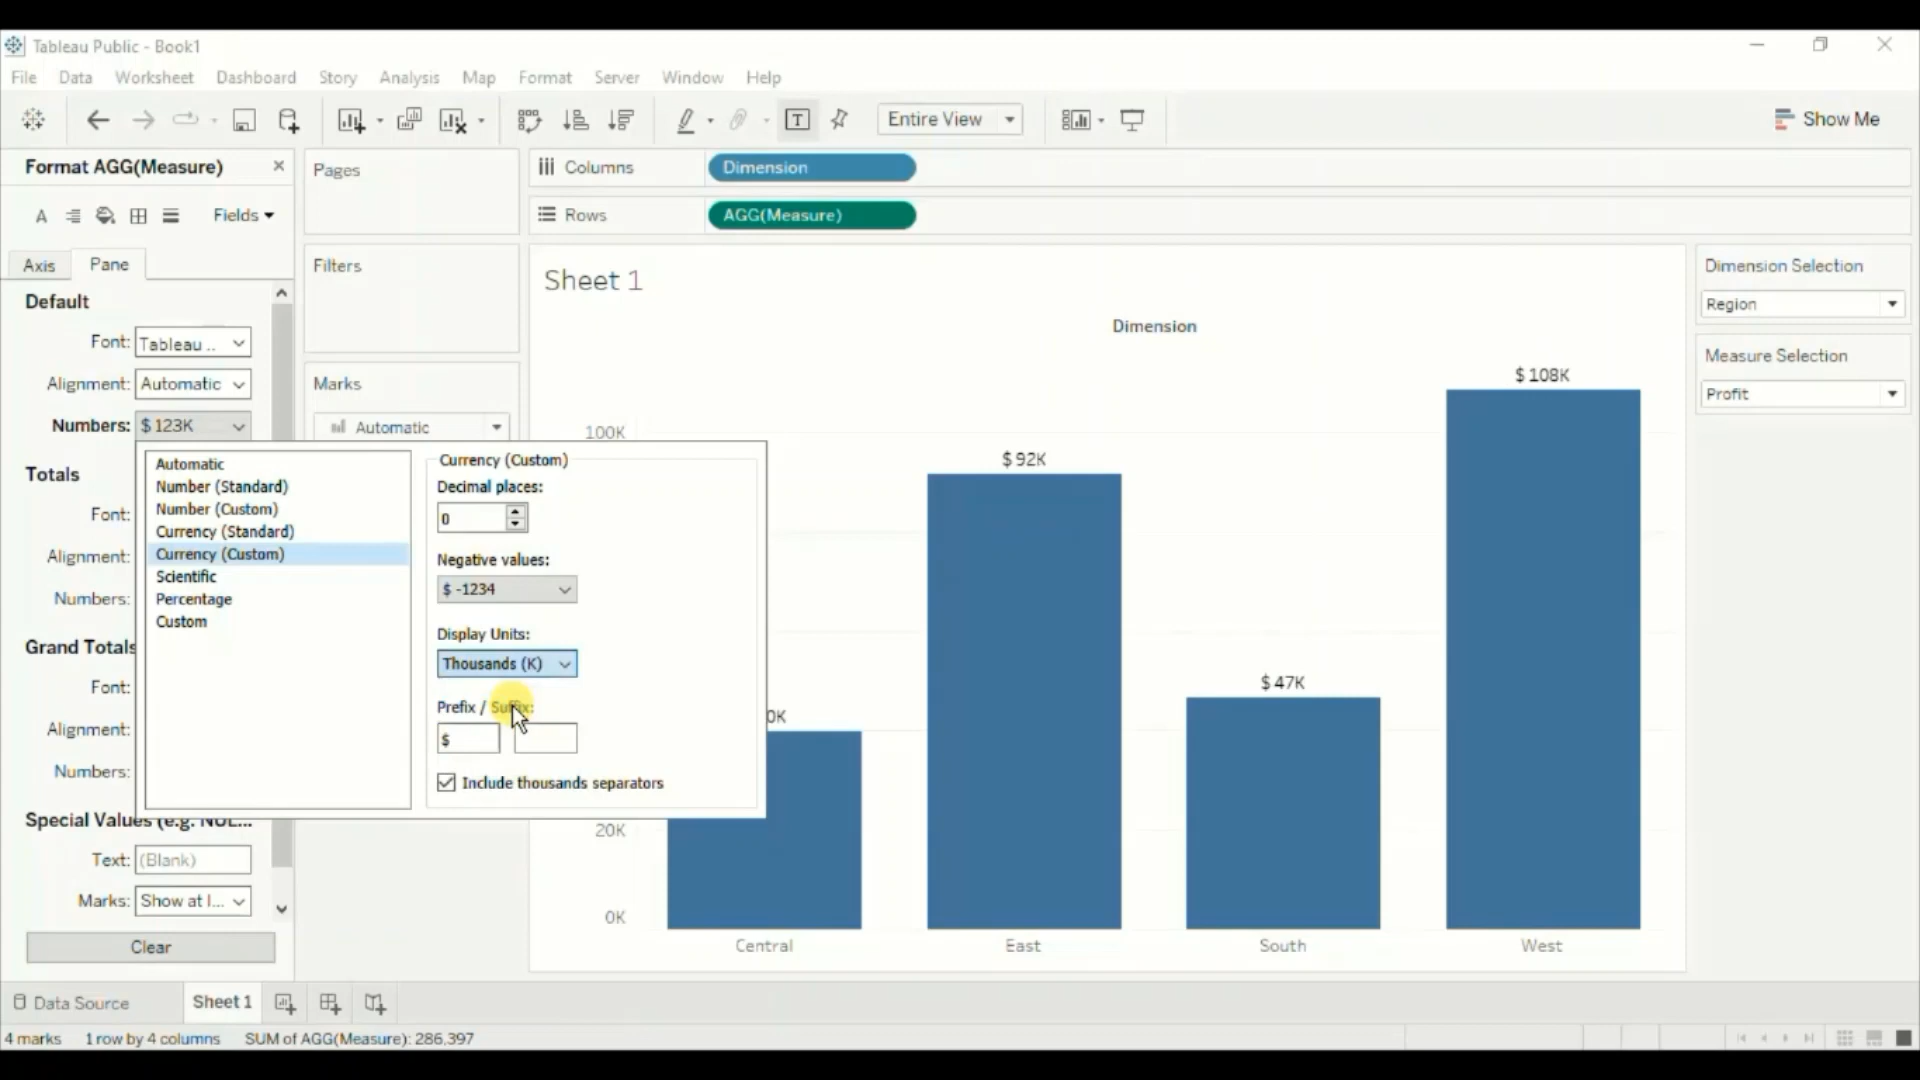 Tableau Public - Book1
File Data Worksheet Dashboard Story Analysis Map Format Server Window Help
Entire View
Show Me
Format AGG(Measure)
Fields
Axis Pane
Default
Font: Tableau ..
Alignment: Automatic
Numbers: $ 123K
Totals
Font:
Alignment:
Numbers:
Grand Totals
Font:
Alignment:
Numbers:
Special Values (e.g. NUL...
Text: (Blank)
Marks: Show at I...
Clear
Automatic
Number (Standard)
Number (Custom)
Currency (Standard)
Currency (Custom)
Scientific
Percentage
Custom
Currency (Custom)
Decimal places:
0
Negative values:
$ -1234
Display Units:
Thousands (K)
Prefix / Suffix:
$
Include thousands separators
Pages
Filters
Marks
Automatic
Columns Dimension
Rows AGG(Measure)
Sheet 1
Dimension
100K
20K
0K
0K
$ 92K
$ 47K
$ 108K
Central East South West
Dimension Selection
Region
Measure Selection
Profit
Data Source Sheet 1
4 marks 1 row by 4 columns SUM of AGG(Measure): 286,397